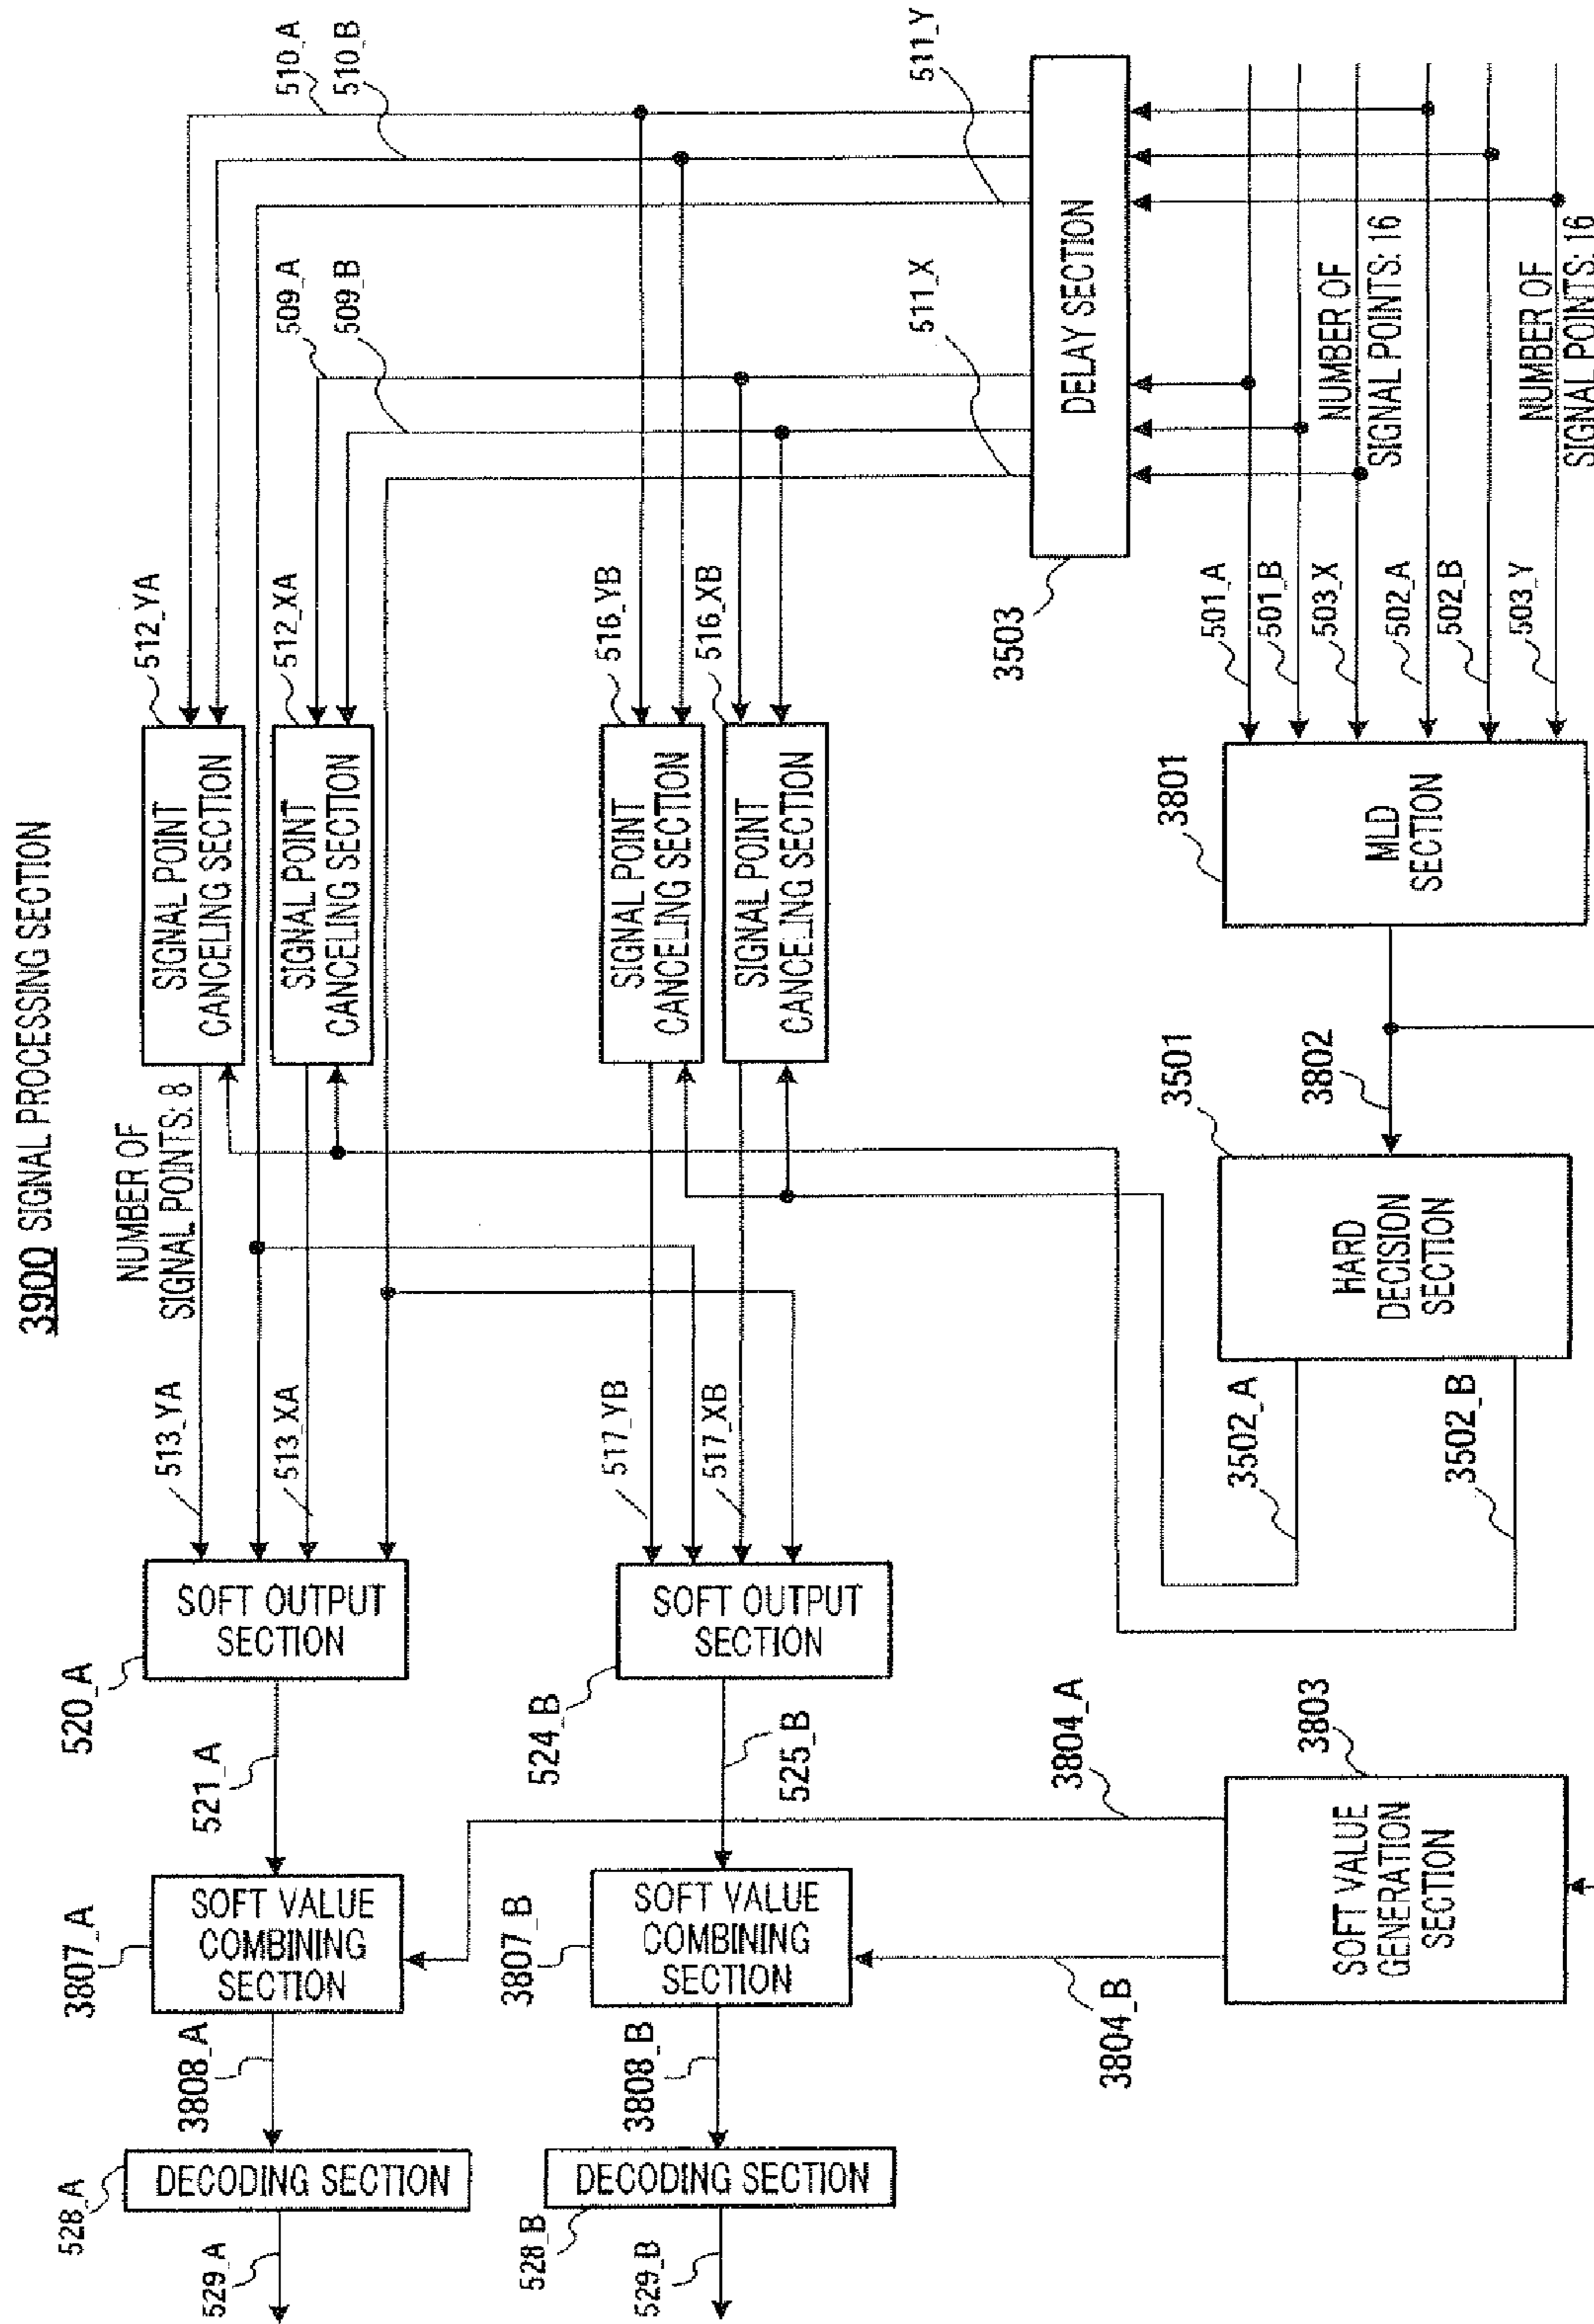 3900 SIGNAL PROCESSING SECTION
528_A
529_A
DECODING SECTION
3808_A
3807_A
SOFT VALUE
COMBINING
SECTION
521_A
520_A
SOFT OUTPUT
SECTION
513_YA
513_XA
NUMBER OF
SIGNAL POINTS: 8
SIGNAL POINT
CANCELING SECTION
512_YA
SIGNAL POINT
CANCELING SECTION
512_XA
509_A
509_B
510_A
510_B
528_B
529_B
DECODING SECTION
3808_B
3807_B
SOFT VALUE
COMBINING
SECTION
525_B
524_B
SOFT OUTPUT
SECTION
517_YB
517_XB
SIGNAL POINT
CANCELING SECTION
516_YB
SIGNAL POINT
CANCELING SECTION
516_XB
511_X
511_Y
3503
DELAY SECTION
3804_A
3804_B
3803
SOFT VALUE
GENERATION
SECTION
3502_A
3502_B
3501
HARD
DECISION
SECTION
3802
3801
MLD
SECTION
501_A
501_B
503_X
502_A
502_B
503_Y
NUMBER OF
SIGNAL POINTS: 16
NUMBER OF
SIGNAL POINTS: 16